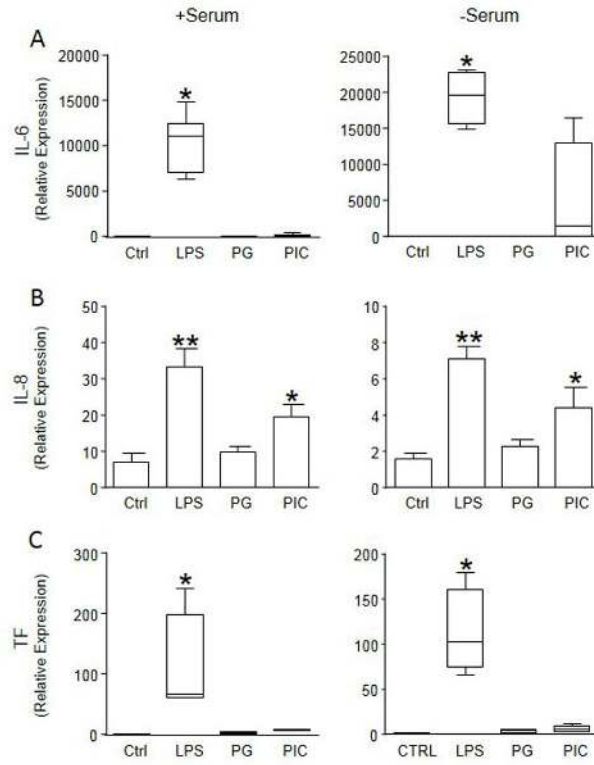 +Serum -Serum
A
IL-6
(Relative Expression)
20000
15000
10000
5000
0
*
Ctrl LPS PG PIC
25000
20000
15000
10000
5000
0
*
Ctrl LPS PG PIC
B
IL-8
(Relative Expression)
50
40
30
20
10
0
**
*
Ctrl LPS PG PIC
10
8
6
4
2
0
**
*
Ctrl LPS PG PIC
C
TF
(Relative Expression)
300
200
100
0
*
Ctrl LPS PG PIC
200
150
100
50
0
*
CTRL LPS PG PIC